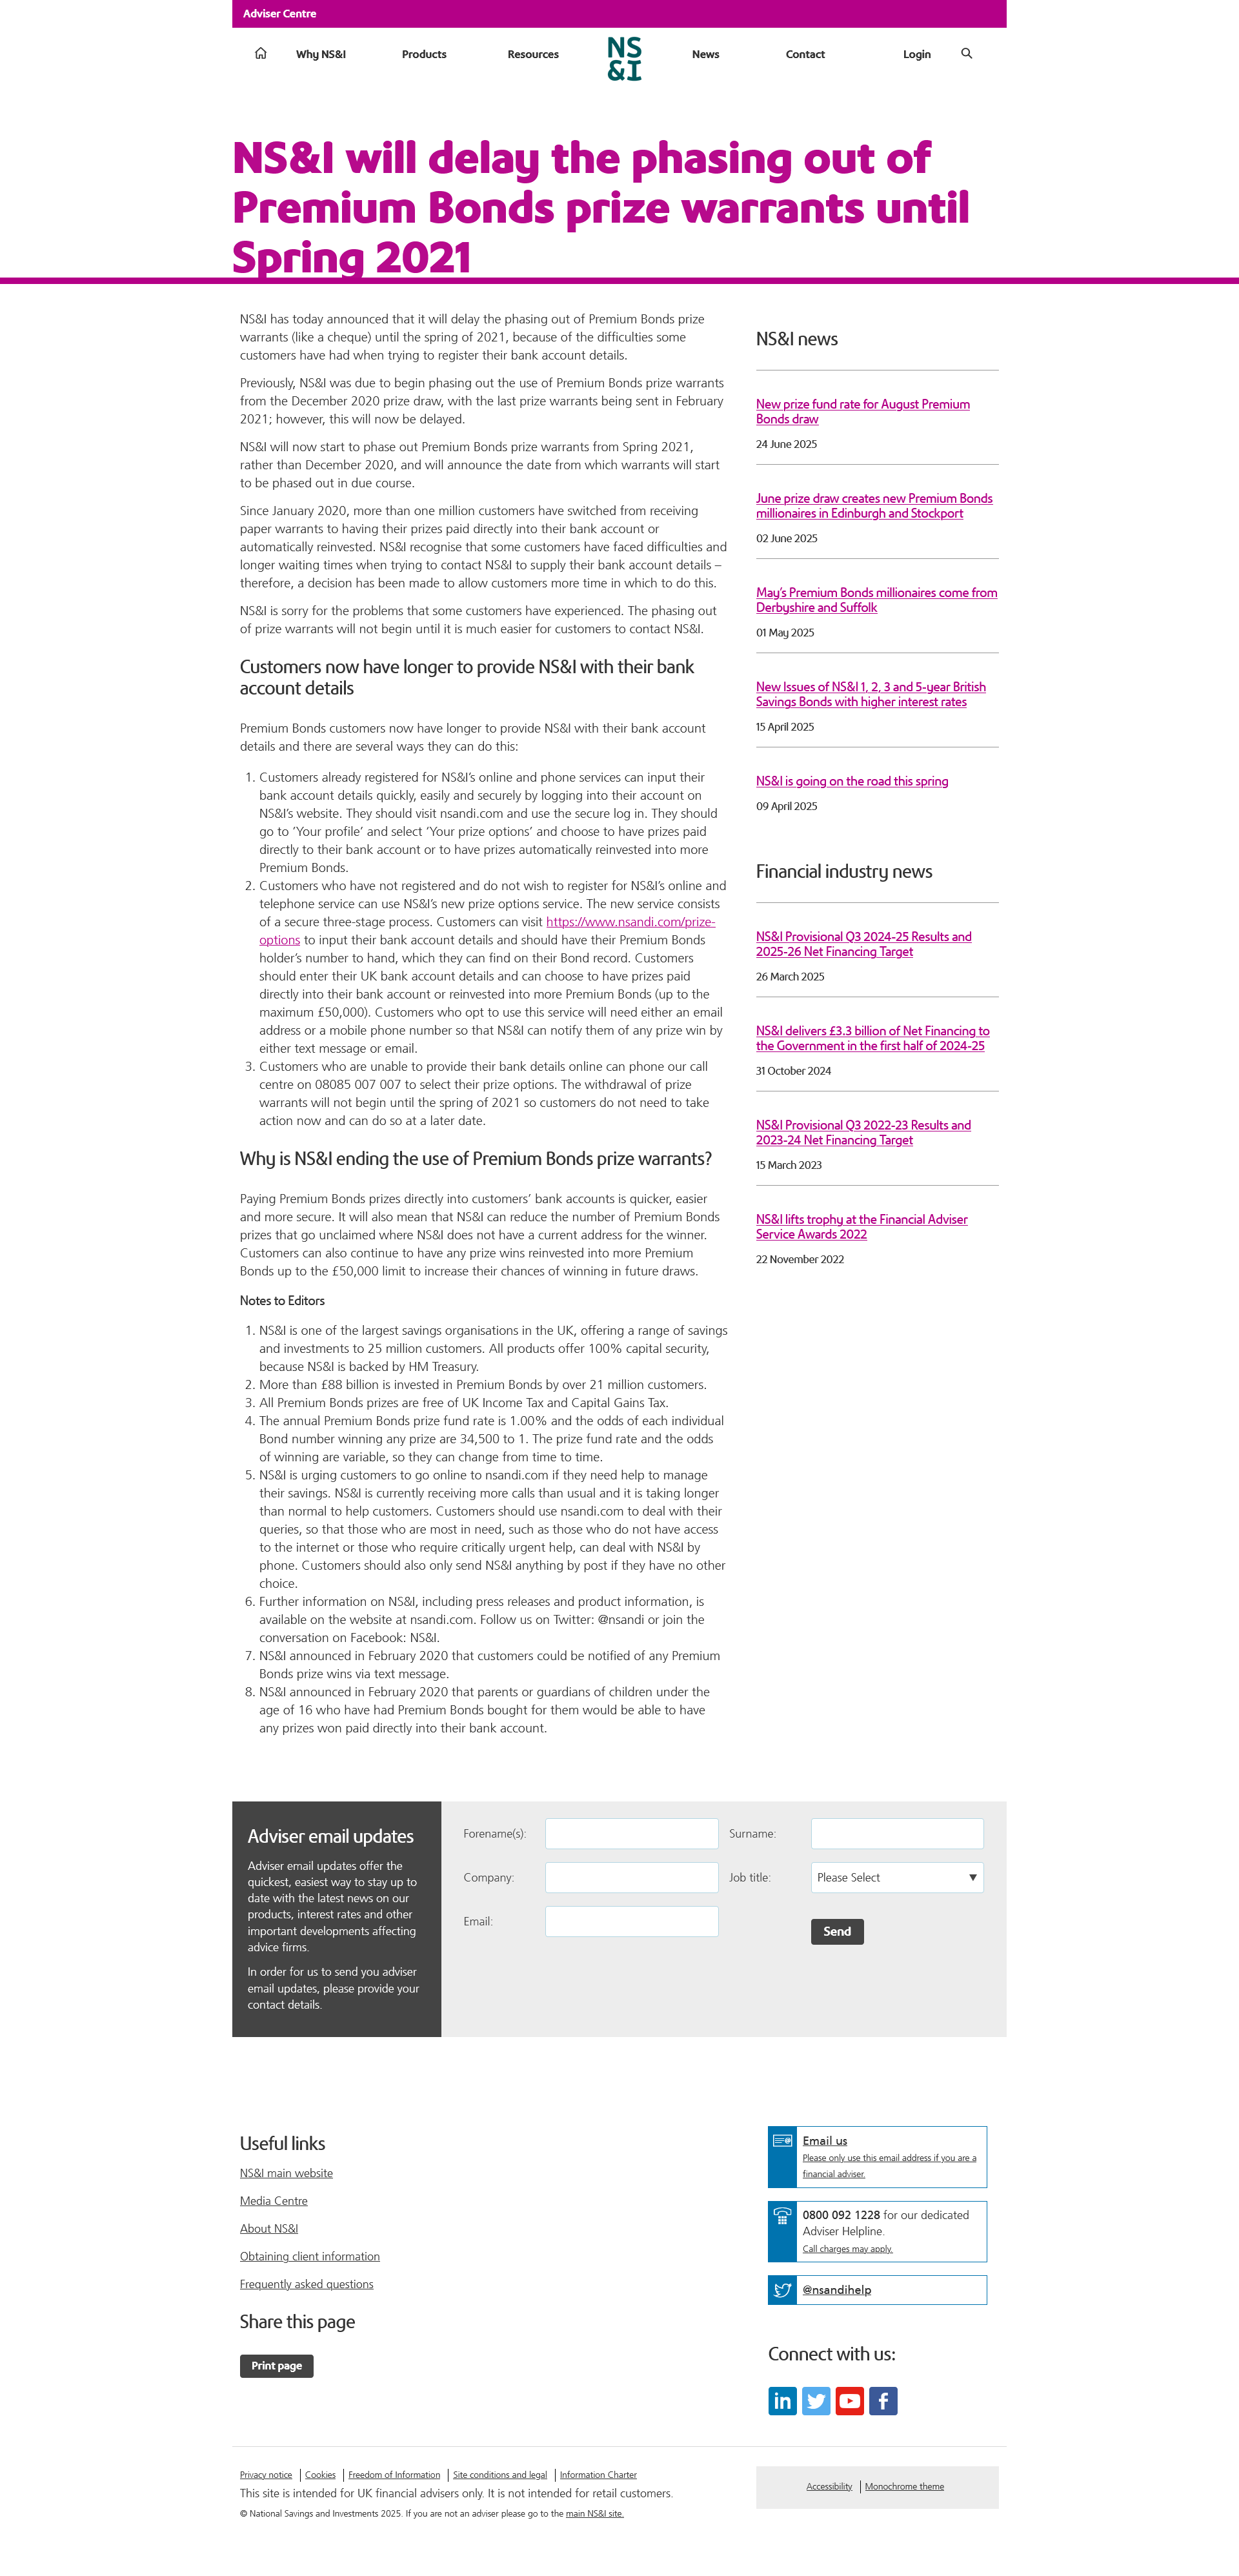 Adviser Centre
Why NS&I
Products
Resources
NS
&I
News
Contact
Login
NS&I will delay the phasing out of
Premium Bonds prize warrants until
Spring 2021
NS&I has today announced that it will delay the phasing out of Premium Bonds prize
warrants (like a cheque) until the spring of 2021, because of the difficulties some
customers have had when trying to register their bank account details.
Previously, NS&I was due to begin phasing out the use of Premium Bonds prize warrants
from the December 2020 prize draw, with the last prize warrants being sent in February
2021; however, this will now be delayed.
NS&I will now start to phase out Premium Bonds prize warrants from Spring 2021,
rather than December 2020, and will announce the date from which warrants will start
to be phased out in due course.
Since January 2020, more than one million customers have switched from receiving
paper warrants to having their prizes paid directly into their bank account or
automatically reinvested. NS&I recognise that some customers have faced difficulties and
longer waiting times when trying to contact NS&I to supply their bank account details –
therefore, a decision has been made to allow customers more time in which to do this.
NS&I is sorry for the problems that some customers have experienced. The phasing out
of prize warrants will not begin until it is much easier for customers to contact NS&I.
Customers now have longer to provide NS&I with their bank
account details
Premium Bonds customers now have longer to provide NS&I with their bank account
details and there are several ways they can do this:
1. Customers already registered for NS&I’s online and phone services can input their
bank account details quickly, easily and securely by logging into their account on
NS&I’s website. They should visit nsandi.com and use the secure log in. They should
go to ‘Your profile’ and select ‘Your prize options’ and choose to have prizes paid
directly to their bank account or to have prizes automatically reinvested into more
Premium Bonds.
2. Customers who have not registered and do not wish to register for NS&I’s online and
telephone service can use NS&I’s new prize options service. The new service consists
of a secure three-stage process. Customers can visit https://www.nsandi.com/prize-
options to input their bank account details and should have their Premium Bonds
holder’s number to hand, which they can find on their Bond record. Customers
should enter their UK bank account details and can choose to have prizes paid
directly into their bank account or reinvested into more Premium Bonds (up to the
maximum £50,000). Customers who opt to use this service will need either an email
address or a mobile phone number so that NS&I can notify them of any prize win by
either text message or email.
3. Customers who are unable to provide their bank details online can phone our call
centre on 08085 007 007 to select their prize options. The withdrawal of prize
warrants will not begin until the spring of 2021 so customers do not need to take
action now and can do so at a later date.
Why is NS&I ending the use of Premium Bonds prize warrants?
Paying Premium Bonds prizes directly into customers’ bank accounts is quicker, easier
and more secure. It will also mean that NS&I can reduce the number of Premium Bonds
prizes that go unclaimed where NS&I does not have a current address for the winner.
Customers can also continue to have any prize wins reinvested into more Premium
Bonds up to the £50,000 limit to increase their chances of winning in future draws.
Notes to Editors
1. NS&I is one of the largest savings organisations in the UK, offering a range of savings
and investments to 25 million customers. All products offer 100% capital security,
because NS&I is backed by HM Treasury.
2. More than £88 billion is invested in Premium Bonds by over 21 million customers.
3. All Premium Bonds prizes are free of UK Income Tax and Capital Gains Tax.
4. The annual Premium Bonds prize fund rate is 1.00% and the odds of each individual
Bond number winning any prize are 34,500 to 1. The prize fund rate and the odds
of winning are variable, so they can change from time to time.
5. NS&I is urging customers to go online to nsandi.com if they need help to manage
their savings. NS&I is currently receiving more calls than usual and it is taking longer
than normal to help customers. Customers should use nsandi.com to deal with their
queries, so that those who are most in need, such as those who do not have access
to the internet or those who require critically urgent help, can deal with NS&I by
phone. Customers should also only send NS&I anything by post if they have no other
choice.
6. Further information on NS&I, including press releases and product information, is
available on the website at nsandi.com. Follow us on Twitter: @nsandi or join the
conversation on Facebook: NS&I.
7. NS&I announced in February 2020 that customers could be notified of any Premium
Bonds prize wins via text message.
8. NS&I announced in February 2020 that parents or guardians of children under the
age of 16 who have had Premium Bonds bought for them would be able to have
any prizes won paid directly into their bank account.
NS&I news
New prize fund rate for August Premium
Bonds draw
24 June 2025
June prize draw creates new Premium Bonds
millionaires in Edinburgh and Stockport
02 June 2025
May’s Premium Bonds millionaires come from
Derbyshire and Suffolk
01 May 2025
New Issues of NS&I 1, 2, 3 and 5-year British
Savings Bonds with higher interest rates
15 April 2025
NS&I is going on the road this spring
09 April 2025
Financial industry news
NS&I Provisional Q3 2024-25 Results and
2025-26 Net Financing Target
26 March 2025
NS&I delivers £3.3 billion of Net Financing to
the Government in the first half of 2024-25
31 October 2024
NS&I Provisional Q3 2022-23 Results and
2023-24 Net Financing Target
15 March 2023
NS&I lifts trophy at the Financial Adviser
Service Awards 2022
22 November 2022
Adviser email updates
Adviser email updates offer the
quickest, easiest way to stay up to
date with the latest news on our
products, interest rates and other
important developments affecting
advice firms.
In order for us to send you adviser
email updates, please provide your
contact details.
Forename(s):
Surname:
Company:
Job title:
Please Select
Email:
Send
Useful links
NS&I main website
Media Centre
About NS&I
Obtaining client information
Frequently asked questions
Share this page
Print page
Email us
Please only use this email address if you are a
financial adviser.
0800 092 1228 for our dedicated
Adviser Helpline.
Call charges may apply.
@nsandihelp
Connect with us:
Privacy notice
Cookies
Freedom of Information
Site conditions and legal
Information Charter
This site is intended for UK financial advisers only. It is not intended for retail customers.
© National Savings and Investments 2025. If you are not an adviser please go to the main NS&I site.
Accessibility
Monochrome theme